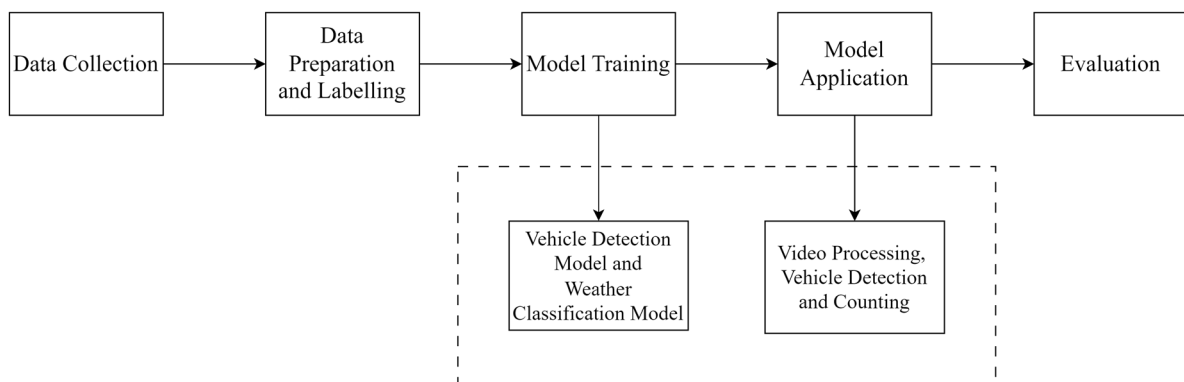 Data Collection
Data
Preparation
and Labelling
Model Training
Model
Application
Evaluation
Vehicle Detection
Model and
Weather
Classification Model
Video Processing,
Vehicle Detection
and Counting